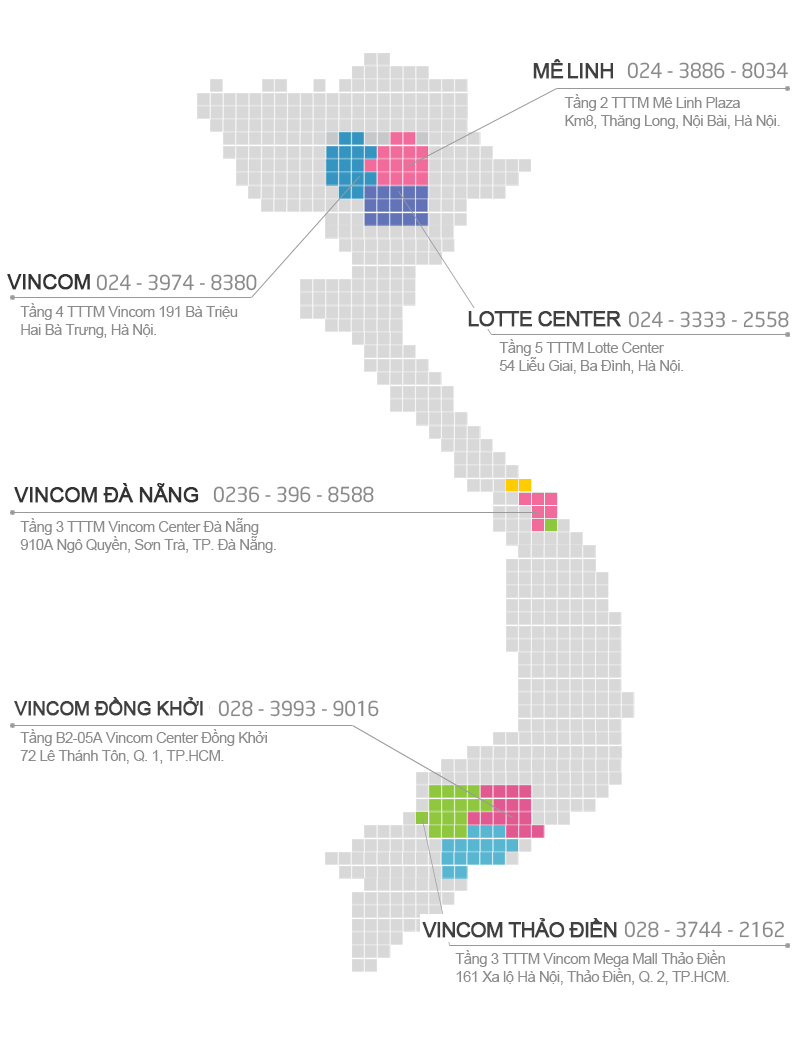 MÊ LINH 024 - 3886 - 8034
Tầng 2 TTTM Mê Linh Plaza
Km8, Thăng Long, Nội Bài, Hà Nội.
VINCOM 024 - 3974 - 8380
Tầng 4 TTTM Vincom 191 Bà Triệu
Hai Bà Trưng, Hà Nội.
LOTTE CENTER 024 - 3333 - 2558
Tầng 5 TTTM Lotte Center
54 Liễu Giai, Ba Đình, Hà Nội.
VINCOM ĐÀ NẴNG 0236 - 396 - 8588
Tầng 3 TTTM Vincom Center Đà Nẵng
910A Ngô Quyền, Sơn Trà, TP. Đà Nẵng.
VINCOM ĐỒNG KHỞI 028 - 3993 - 9016
Tầng B2-05A Vincom Center Đồng Khởi
72 Lê Thánh Tôn, Q. 1, TP.HCM.
VINCOM THẢO ĐIỀN 028 - 3744 - 2162
Tầng 3 TTTM Vincom Mega Mall Thảo Điền
161 Xa lộ Hà Nội, Thảo Điền, Q. 2, TP.HCM.